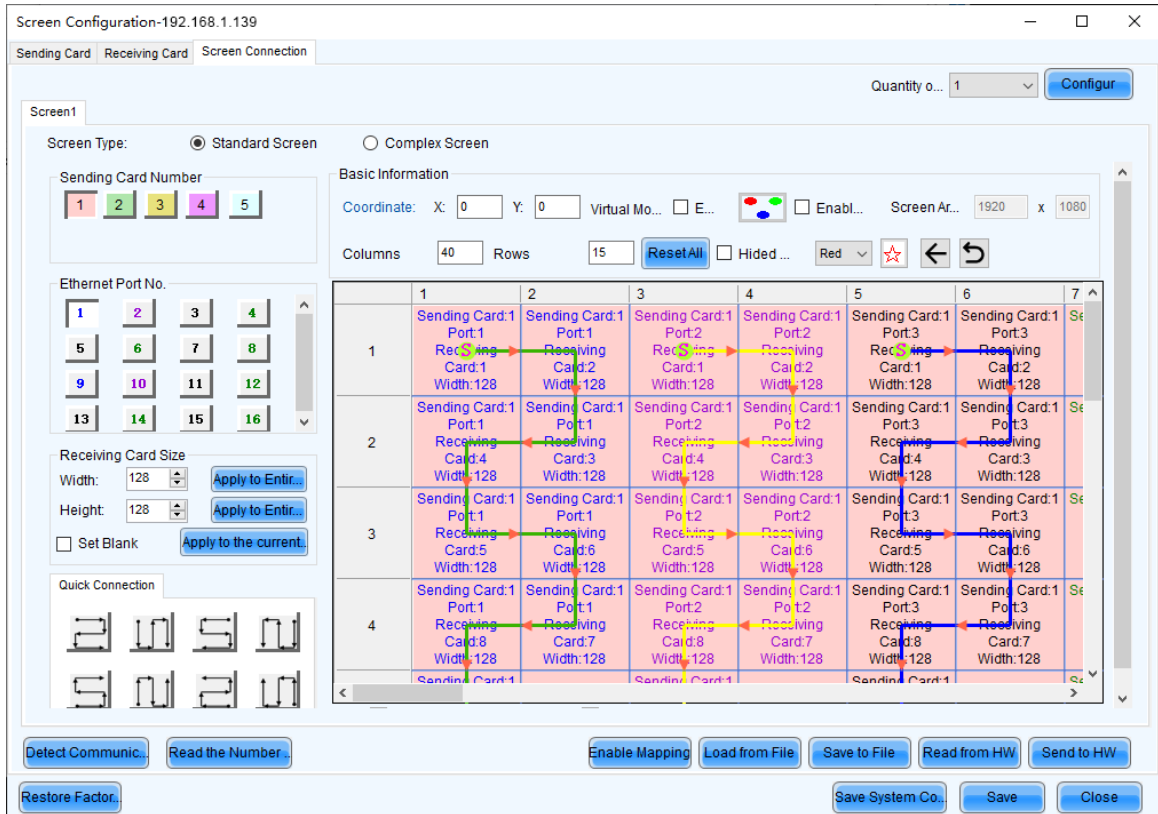 Screen Configuration-192.168.1.139
Sending Card Receiving Card Screen Connection
Quantity o... 1 Configur
Screen1
Screen Type: Standard Screen Complex Screen
Sending Card Number
1 2 3 4 5
Basic Information
Coordinate: X: 0 Y: 0 Virtual Mo... E... Enabl... Screen Ar... 1920 x 1080
Columns 40 Rows 15 Reset All Hided ... Red
Ethernet Port No.
1 2 3 4
5 6 7 8
9 10 11 12
13 14 15 16
Receiving Card Size
Width: 128 Apply to Entir...
Height: 128 Apply to Entir...
Set Blank Apply to the current..
Quick Connection
1 2 3 4 5 6 7
1
Sending Card:1 Sending Card:1 Sending Card:1 Sending Card:1 Sending Card:1 Sending Card:1 Se
Port:1 Port:1 Port:2 Port:2 Port:3 Port:3
Receiving Receiving Receiving Receiving Receiving Receiving
S S S
Card:1 Card:2 Card:1 Card:2 Card:1 Card:2
Width:128 Width:128 Width:128 Width:128 Width:128 Width:128
2
Sending Card:1 Sending Card:1 Sending Card:1 Sending Card:1 Sending Card:1 Sending Card:1 Se
Port:1 Port:1 Port:2 Port:2 Port:3 Port:3
Receiving Receiving Receiving Receiving Receiving Receiving
Card:4 Card:3 Card:4 Card:3 Card:4 Card:3
Width:128 Width:128 Width:128 Width:128 Width:128 Width:128
3
Sending Card:1 Sending Card:1 Sending Card:1 Sending Card:1 Sending Card:1 Sending Card:1 Se
Port:1 Port:1 Port:2 Port:2 Port:3 Port:3
Receiving Receiving Receiving Receiving Receiving Receiving
Card:5 Card:6 Card:5 Card:6 Card:5 Card:6
Width:128 Width:128 Width:128 Width:128 Width:128 Width:128
4
Sending Card:1 Sending Card:1 Sending Card:1 Sending Card:1 Sending Card:1 Sending Card:1 Se
Port:1 Port:1 Port:2 Port:2 Port:3 Port:3
Receiving Receiving Receiving Receiving Receiving Receiving
Card:8 Card:7 Card:8 Card:7 Card:8 Card:7
Width:128 Width:128 Width:128 Width:128 Width:128 Width:128
Sending Card:1 Sending Card:1 Sending Card:1 Se
Detect Communic... Read the Number .. Enable Mapping Load from File Save to File Read from HW Send to HW
Restore Factor... Save System Co... Save Close